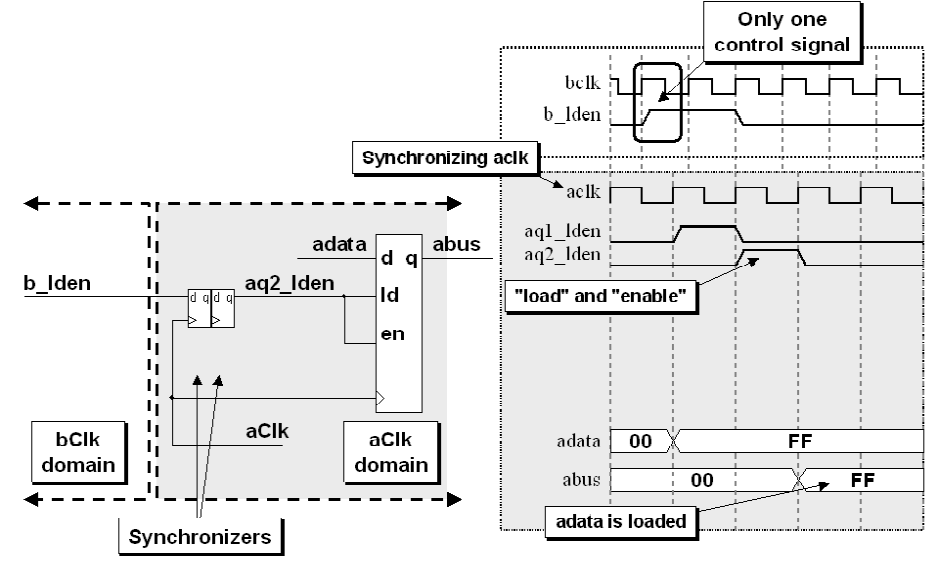 Only one
control signal
bclk
b_lden
Synchronizing aclk
aclk
aq1_lden
aq2_lden
"load" and "enable"
adata
abus
d q
b_lden
aq2_lden
ld
d q d q
en
aClk
bClk
domain
aClk
domain
Synchronizers
adata
00
FF
abus
00
FF
adata is loaded